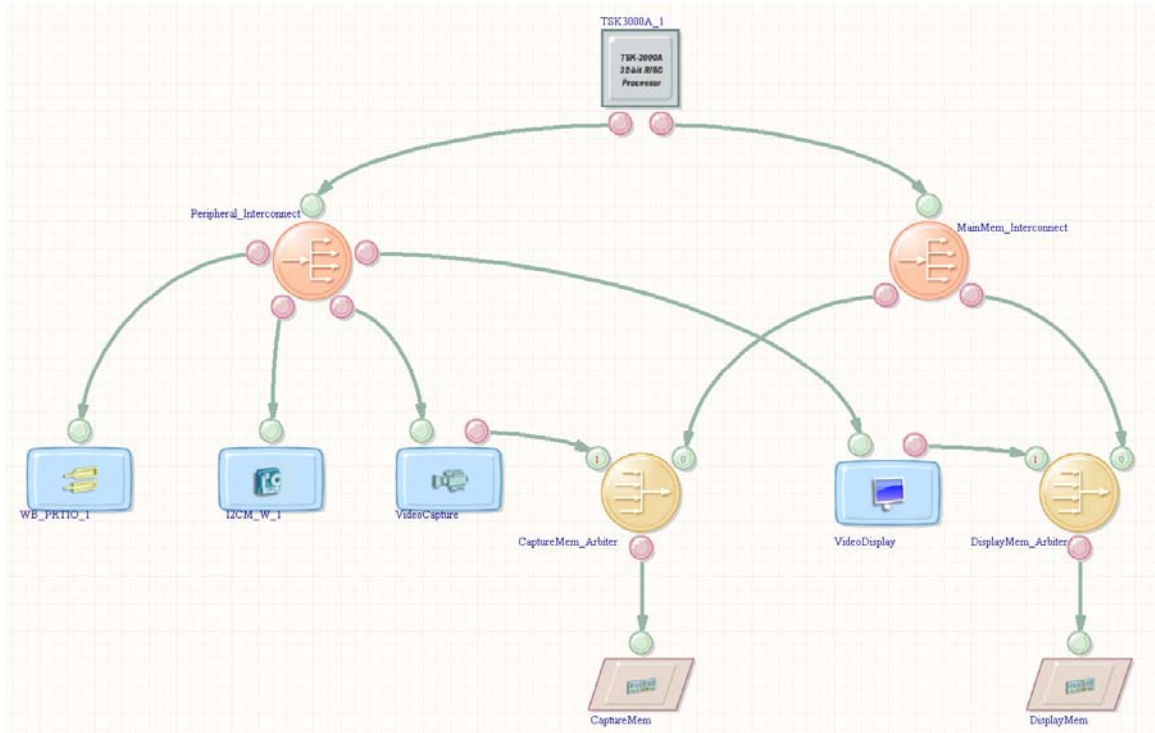 TSK3000A_1
TSK-3000A
32-bit RISC
Processor
Peripheral_Interconnect
MainMem_Interconnect
1
0
1
0
WB_PRTIO_1
I2CM_W_1
VideoCapture
CaptureMem_Arbiter
VideoDisplay
DisplayMem_Arbiter
CaptureMem
DisplayMem